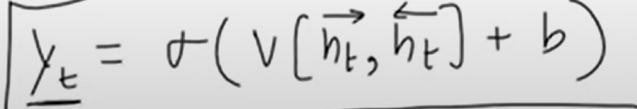 y_t = σ(V[→h_t, ←h_t] + b)